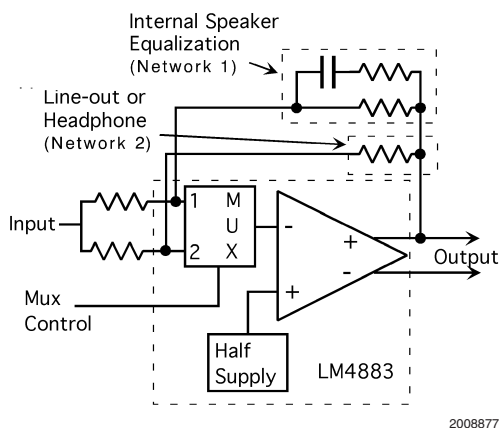 Internal Speaker
Equalization
(Network 1)
Line-out or
Headphone
(Network 2)
Input
1
M
U
2
X
-
+
+
-
Output
Mux
Control
Half
Supply
LM4883
2008877